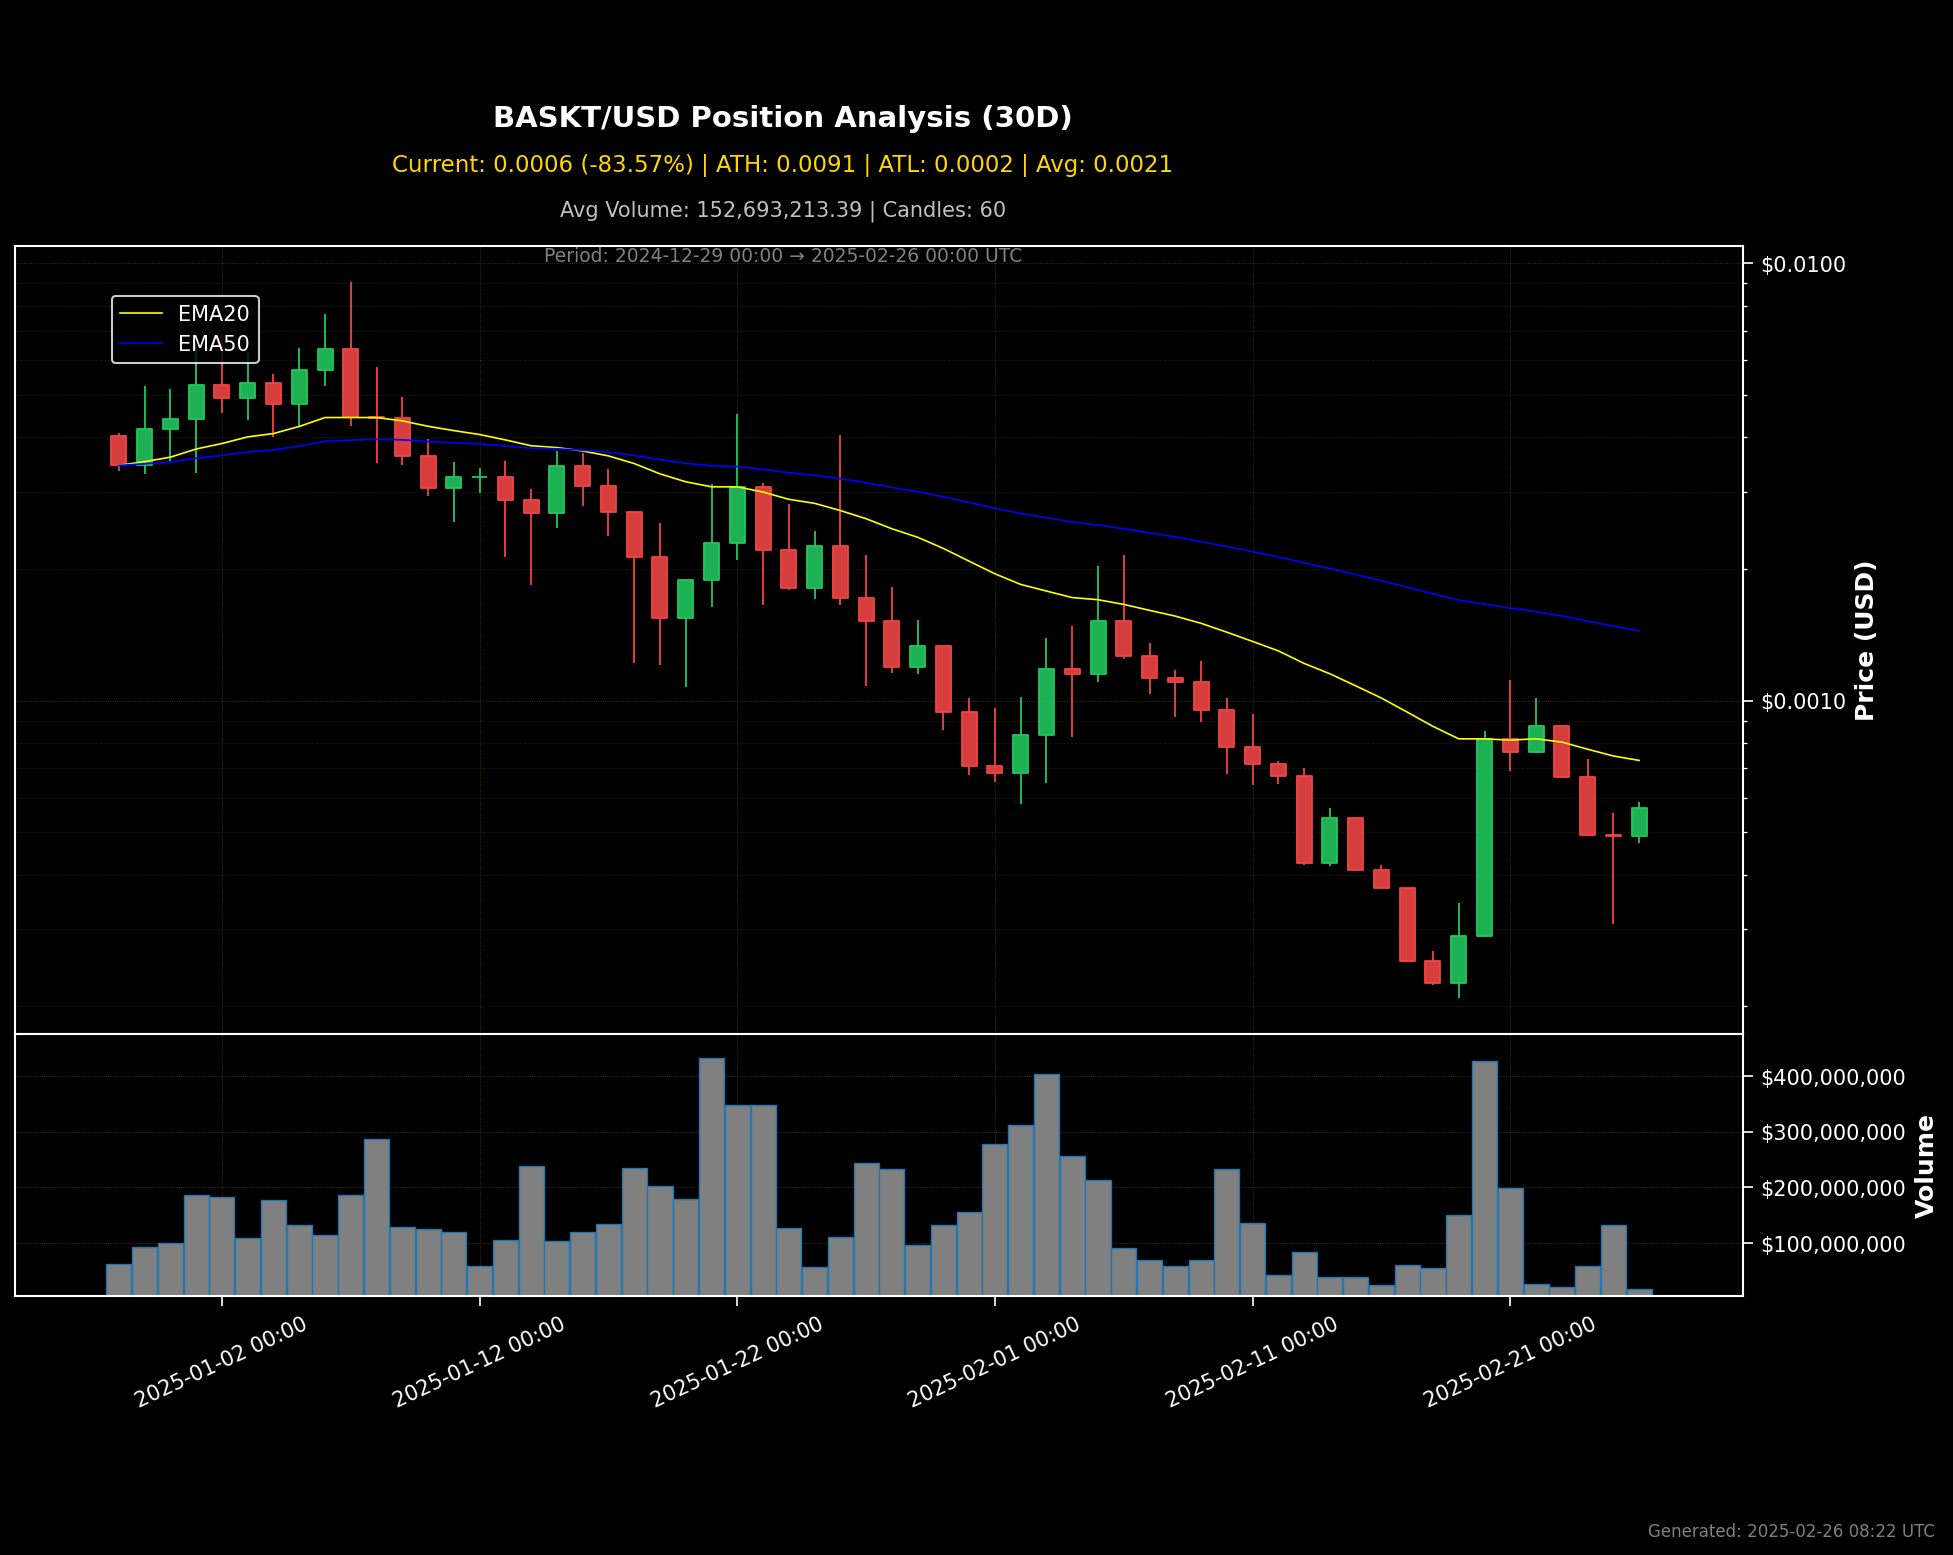 BASKT/USD Position Analysis (30D)
Current: 0.0006 (-83.57%) | ATH: 0.0091 | ATL: 0.0002 | Avg: 0.0021
Avg Volume: 152,693,213.39 | Candles: 60
Period: 2024-12-29 00:00 → 2025-02-26 00:00 UTC
EMA20
EMA50
$0.0100
$0.0010
Price (USD)
$400,000,000
$300,000,000
$200,000,000
$100,000,000
Volume
2025-01-02 00:00
2025-01-12 00:00
2025-01-22 00:00
2025-02-01 00:00
2025-02-11 00:00
2025-02-21 00:00
Generated: 2025-02-26 08:22 UTC